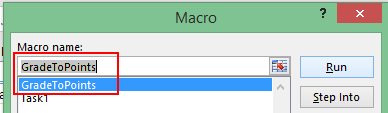 Macro
?
Macro name:
GradeToPoints
Run
GradeToPoints
Task1
Step Into